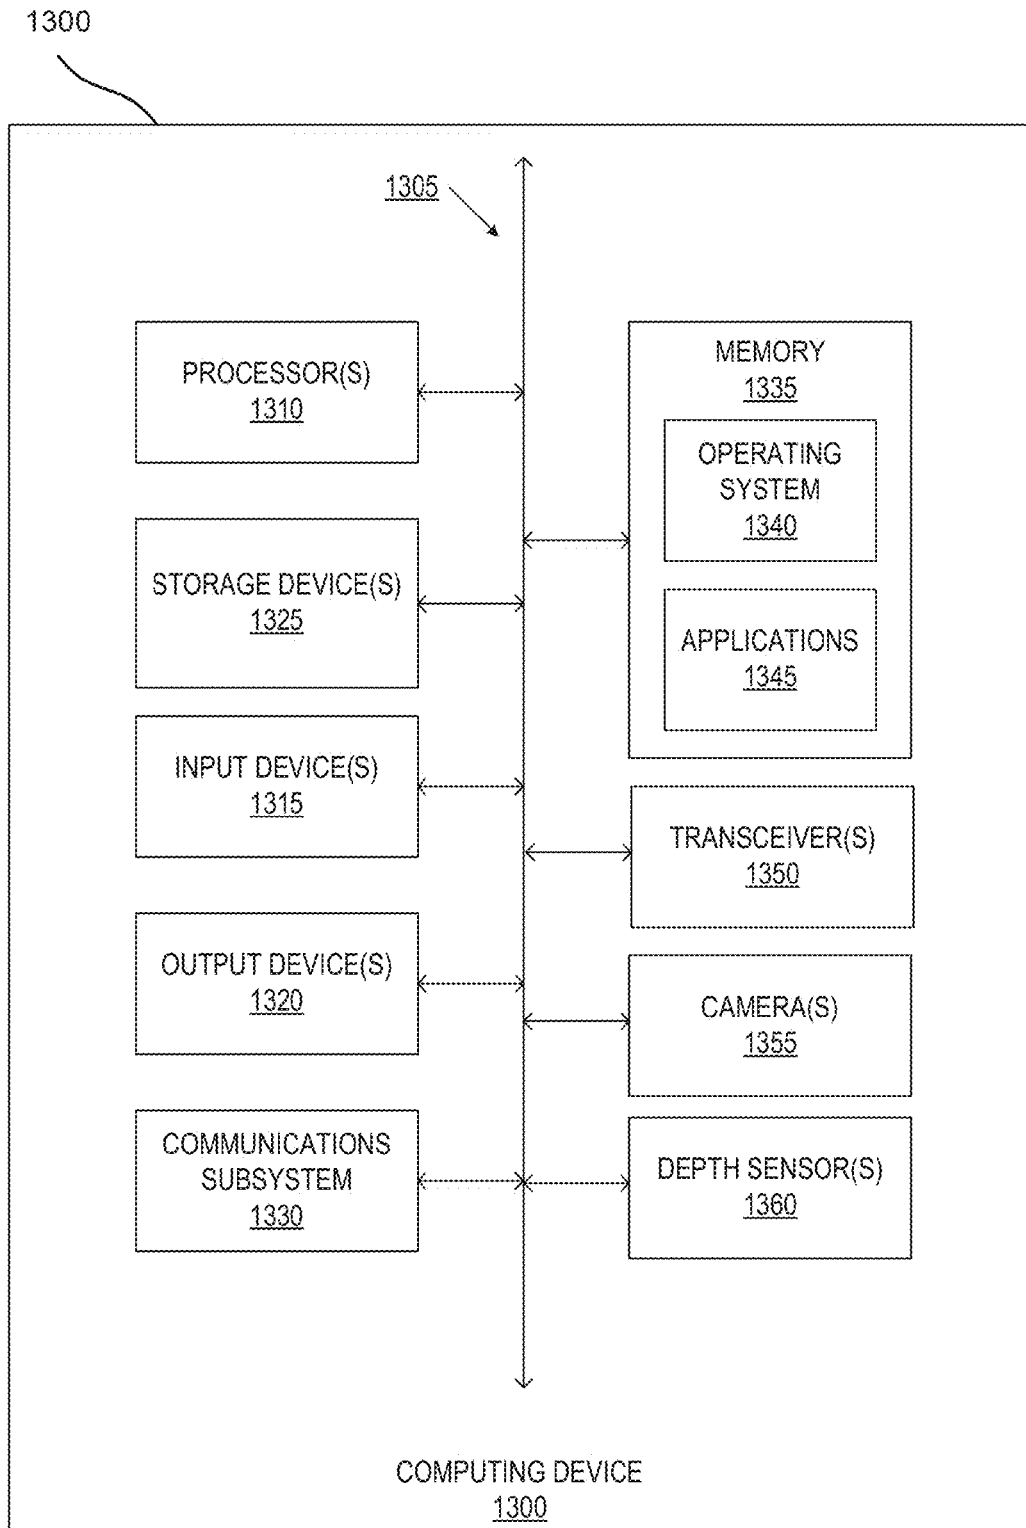 1300
1305
PROCESSOR(S)
1310
STORAGE DEVICE(S)
1325
INPUT DEVICE(S)
1315
OUTPUT DEVICE(S)
1320
COMMUNICATIONS
SUBSYSTEM
1330
MEMORY
1335
OPERATING
SYSTEM
1340
APPLICATIONS
1345
TRANSCEIVER(S)
1350
CAMERA(S)
1355
DEPTH SENSOR(S)
1360
COMPUTING DEVICE
1300